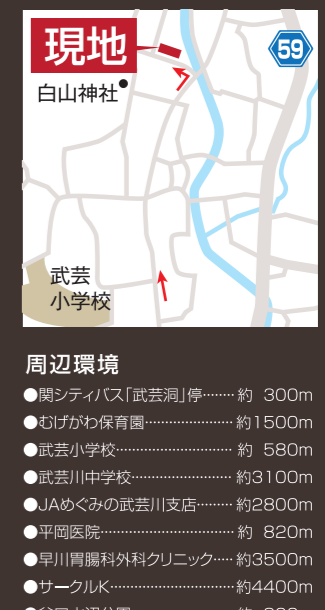 現地
59
白山神社
武芸
小学校
周辺環境
●関シティバス「武芸洞」停········約 300m
●むげがわ保育園····················約1500m
●武芸小学校··························約 580m
●武芸川中学校·······················約3100m
●JAめぐみの武芸川支店·········約2800m
●平岡医院······························約 820m
●早川胃腸科外科クリニック·····約3500m
●サークルK····························約4400m